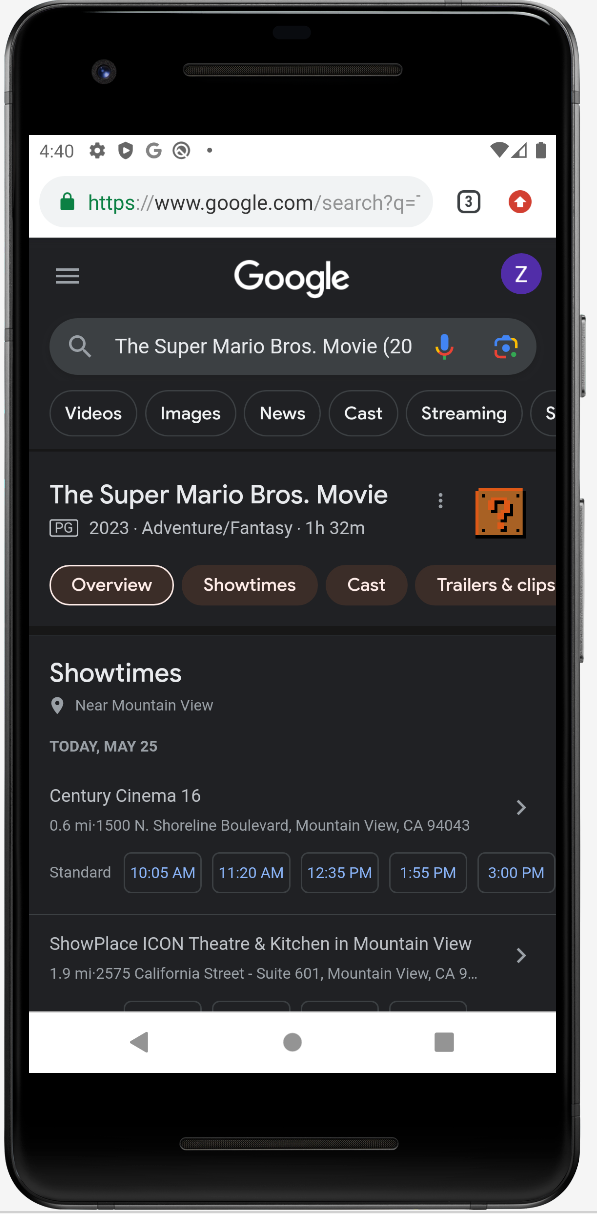 4:40
3
https://www.google.com/search?q=
Google
Z
The Super Mario Bros. Movie (20
Videos Images News Cast Streaming S
The Super Mario Bros. Movie
PG 2023 · Adventure/Fantasy · 1h 32m
?
Overview Showtimes Cast Trailers & clips
Showtimes
Near Mountain View
TODAY, MAY 25
Century Cinema 16
0.6 mi·1500 N. Shoreline Boulevard, Mountain View, CA 94043
Standard 10:05 AM 11:20 AM 12:35 PM 1:55 PM 3:00 PM
ShowPlace ICON Theatre & Kitchen in Mountain View
1.9 mi·2575 California Street - Suite 601, Mountain View, CA 9...